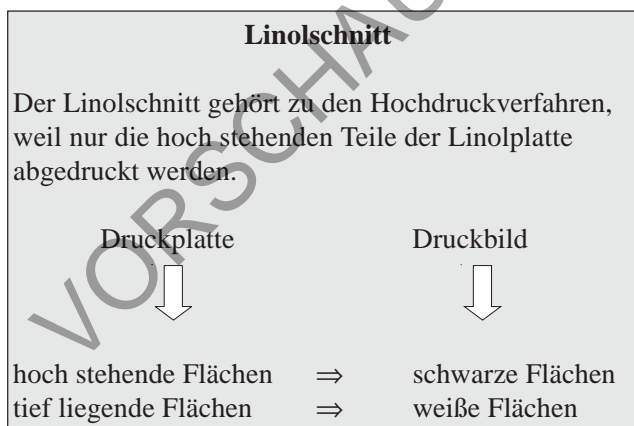 Linolschnitt
Der Linolschnitt gehört zu den Hochdruckverfahren,
weil nur die hoch stehenden Teile der Linolplatte
abgedruckt werden.
Druckplatte Druckbild
hoch stehende Flächen ⇒ schwarze Flächen
tief liegende Flächen ⇒ weiße Flächen
VORSCHAU